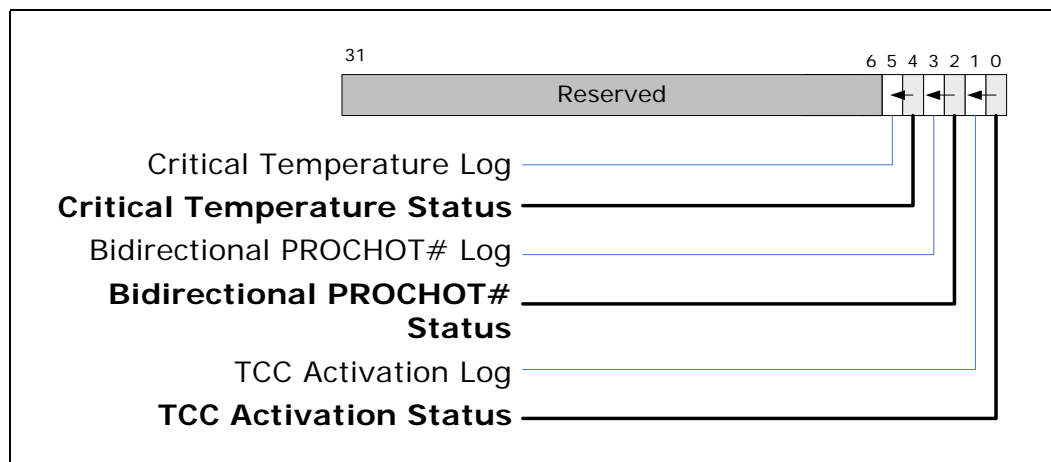 31 6 5 4 3 2 1 0
Reserved
Critical Temperature Log
Critical Temperature Status
Bidirectional PROCHOT# Log
Bidirectional PROCHOT#
Status
TCC Activation Log
TCC Activation Status